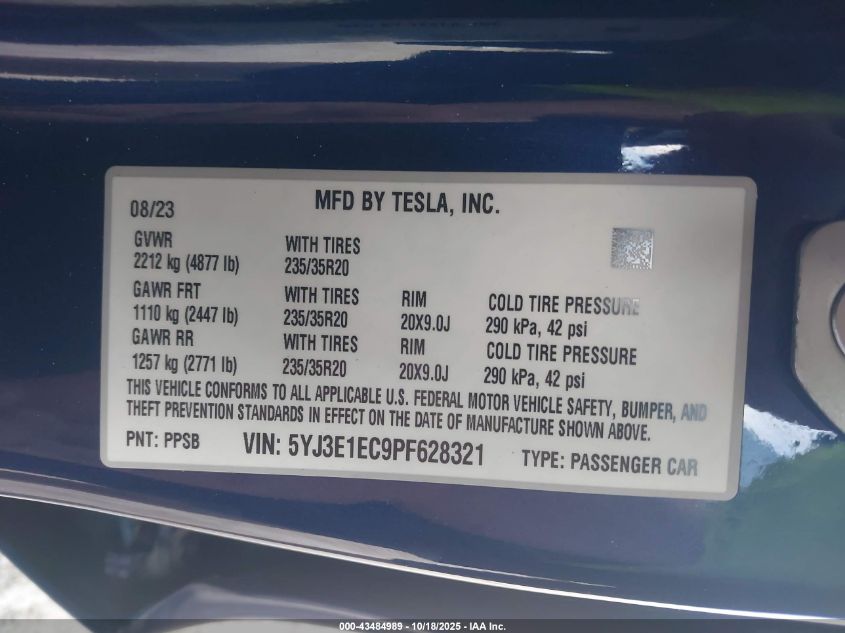 08/23 MFD BY TESLA, INC.
GVWR WITH TIRES
2212 kg (4877 lb) 235/35R20
GAWR FRT WITH TIRES RIM COLD TIRE PRESSURE
1110 kg (2447 lb) 235/35R20 20X9.0J 290 kPa, 42 psi
GAWR RR WITH TIRES RIM COLD TIRE PRESSURE
1257 kg (2771 lb) 235/35R20 20X9.0J 290 kPa, 42 psi
THIS VEHICLE CONFORMS TO ALL APPLICABLE U.S. FEDERAL MOTOR VEHICLE SAFETY, BUMPER, AND
THEFT PREVENTION STANDARDS IN EFFECT ON THE DATE OF MANUFACTURE SHOWN ABOVE.
PNT: PPSB VIN: 5YJ3E1EC9PF628321 TYPE: PASSENGER CAR
000-43484989 - 10/18/2025 - IAA Inc.